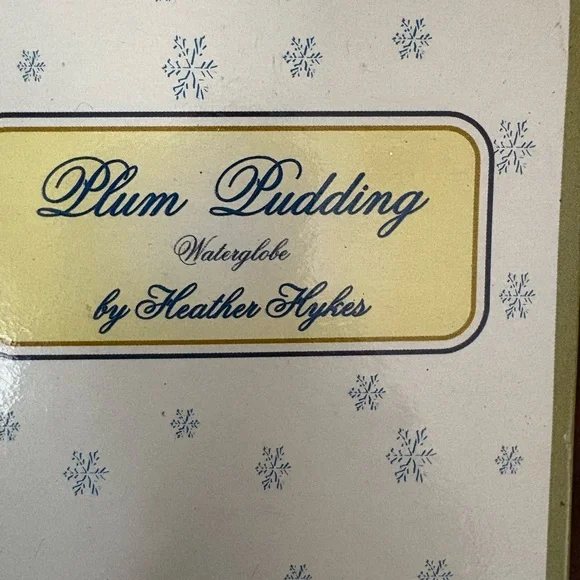 Plum Pudding
Waterglobe
by Heather Hykes